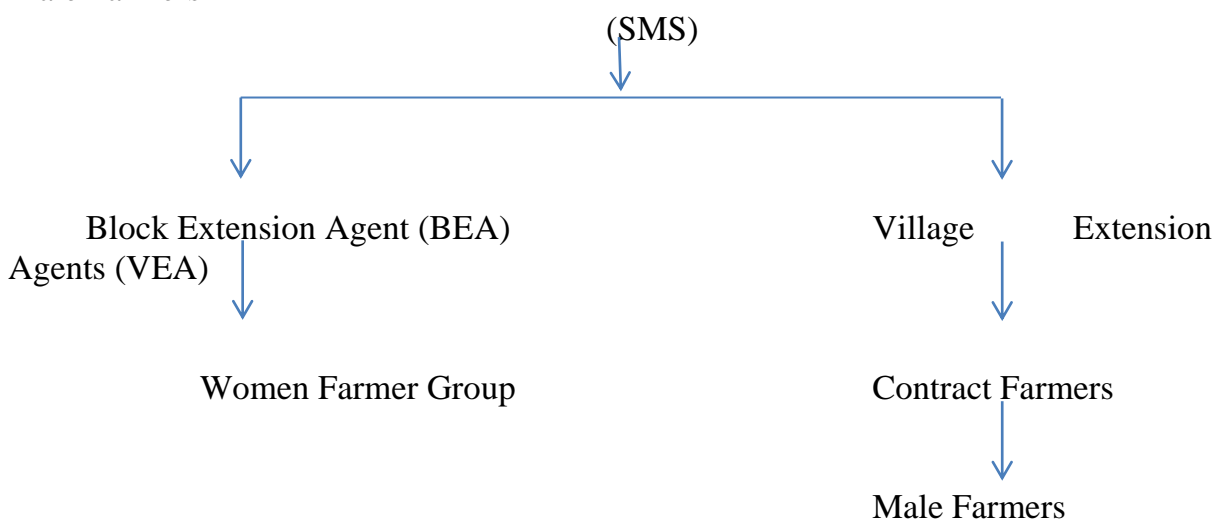 (SMS)
Block Extension Agent (BEA) Village Extension
Agents (VEA)
Women Farmer Group Contract Farmers
Male Farmers